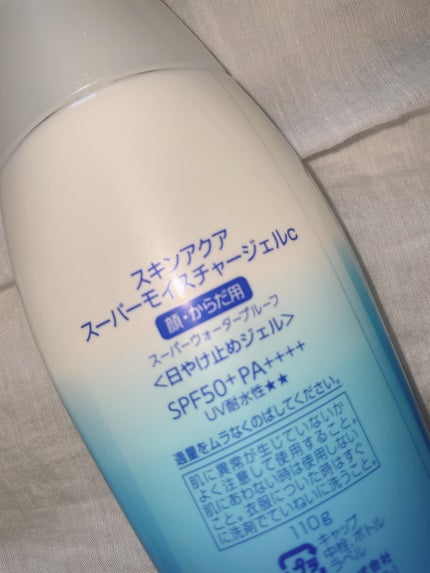 スキンアクア
スーパーモイスチャージェルc
顔・からだ用
スーパーウォータープルーフ
<日やけ止めジェル>
SPF50+ PA++++
UV耐水性★★
適量をムラなくのばしてください。
肌に異常が生じていないか
よく注意して使用すること。
肌にあわない時は使用しない
こと。衣服についた時はすぐ
に洗剤でていねいに洗うこと。
110g
プラ
キャップ
中栓、ボトル
ラベル